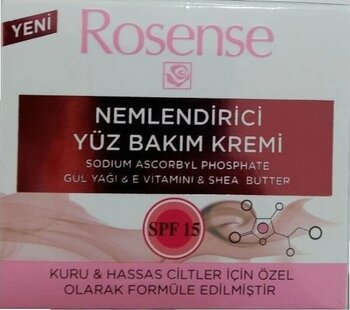 YENİ
Rosense
NEMLENDİRİCİ
YÜZ BAKIM KREMİ
SODIUM ASCORBYL PHOSPHATE
GÜL YAĞI & E VİTAMİNİ & SHEA BUTTER
SPF 15
KURU & HASSAS CİLTLER İÇİN ÖZEL
OLARAK FORMÜLE EDİLMİŞTİR